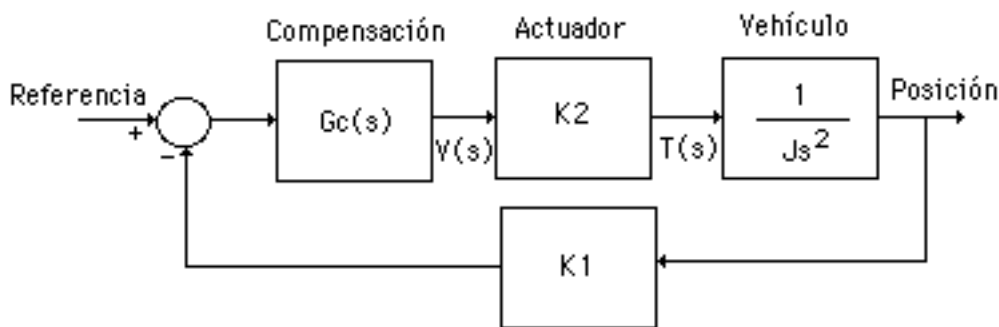 Compensación
Actuador
Vehículo
Referencia
+
-
Gc(s)
V(s)
K2
T(s)
1
Js²
Posición
K1